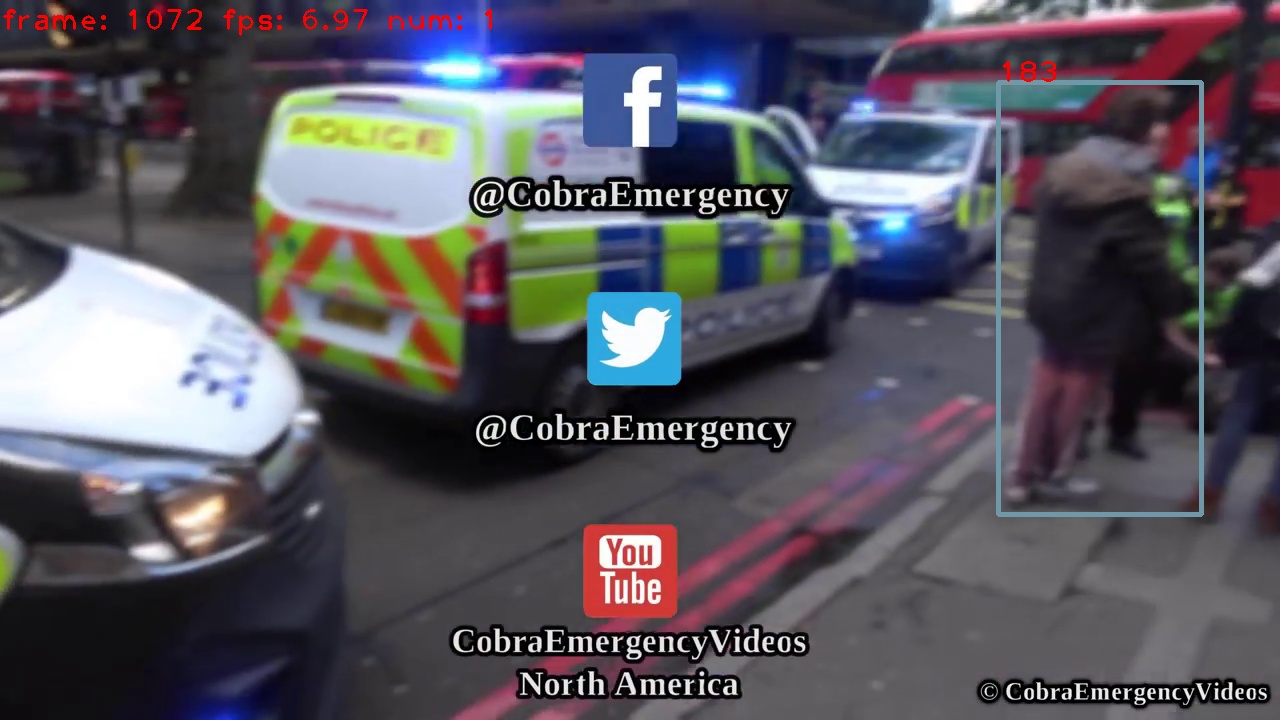 frame: 1072 fps: 6.97 num: 1
183
POLICE
f
@CobraEmergency
@CobraEmergency
You
Tube
CobraEmergencyVideos
North America
© CobraEmergencyVideos